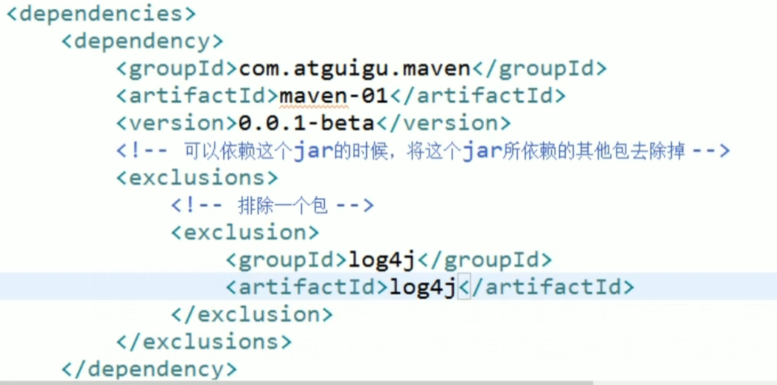 <dependencies>
<dependency>
<groupId>com.atguigu.maven</groupId>
<artifactId>maven-01</artifactId>
<version>0.0.1-beta</version>
<!-- 可以依赖这个jar的时候，将这个jar所依赖的其他包去除掉 -->
<exclusions>
<!-- 排除一个包 -->
<exclusion>
<groupId>log4j</groupId>
<artifactId>log4j</artifactId>
</exclusion>
</exclusions>
</dependency>